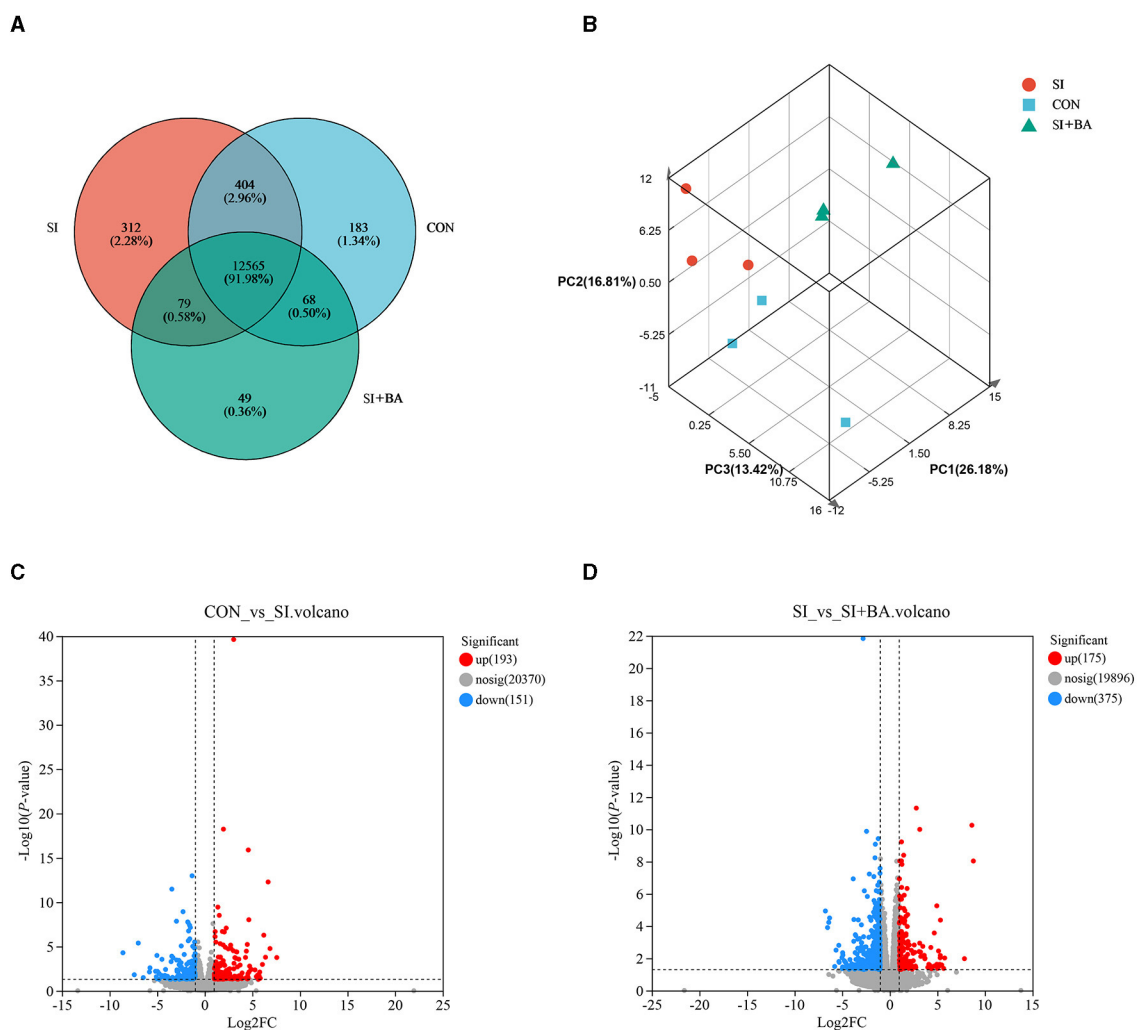 A
SI
CON
SI+BA
312
(2.28%)
404
(2.96%)
183
(1.34%)
12565
(91.98%)
79
(0.58%)
68
(0.50%)
49
(0.36%)
B
SI
CON
SI+BA
12
6.25
PC2(16.81%)
0.50
-5.25
-11
-5
0.25
5.50
PC3(13.42%)
10.75
16
-12
-5.25
1.50
PC1(26.18%)
8.25
15
C
CON_vs_SI.volcano
Significant
up(193)
nosig(20370)
down(151)
-Log10(P-value)
40
35
30
25
20
15
10
5
0
-15
-10
-5
0
5
10
15
20
25
Log2FC
D
SI_vs_SI+BA.volcano
Significant
up(175)
nosig(19896)
down(375)
-Log10(P-value)
22
20
18
16
14
12
10
8
6
4
2
0
-25
-20
-15
-10
-5
0
5
10
15
Log2FC